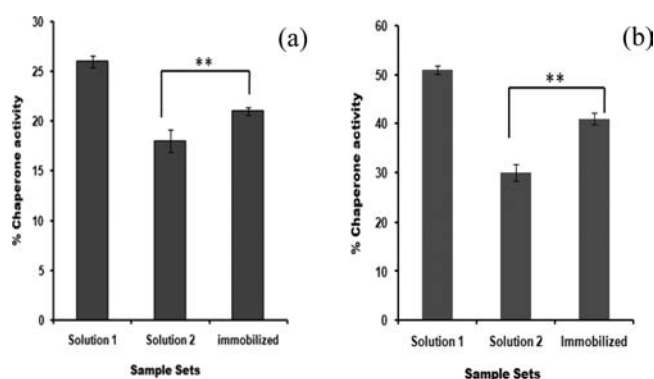 (a)
% Chaperone activity
30
25
20
15
10
5
0
**
Solution 1 Solution 2 immobilized
Sample Sets
(b)
% Chaperone activity
60
50
40
30
20
10
0
**
Solution 1 Solution 2 Immobilized
Sample Sets